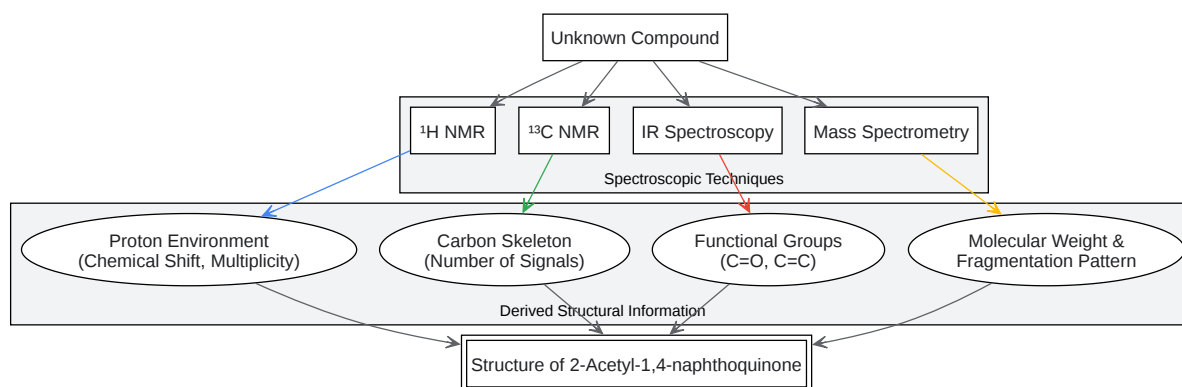 Unknown Compound
¹H NMR
¹³C NMR
IR Spectroscopy
Mass Spectrometry
Spectroscopic Techniques
Proton Environment
(Chemical Shift, Multiplicity)
Carbon Skeleton
(Number of Signals)
Functional Groups
(C=O, C=C)
Molecular Weight &
Fragmentation Pattern
Derived Structural Information
Structure of 2-Acetyl-1,4-naphthoquinone